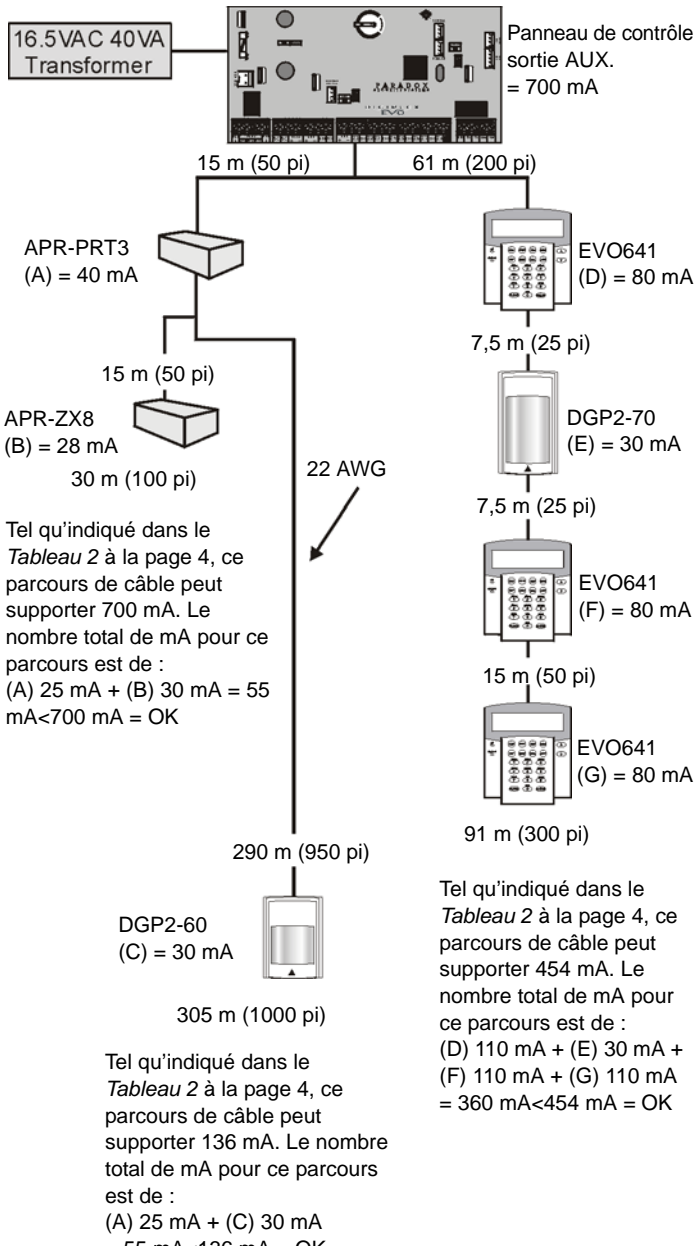 16.5VAC 40VA
Transformer
Panneau de contrôle
sortie AUX.
= 700 mA
PARADOX
EVO
15 m (50 pi)
61 m (200 pi)
APR-PRT3
(A) = 40 mA
EVO641
(D) = 80 mA
7,5 m (25 pi)
15 m (50 pi)
APR-ZX8
(B) = 28 mA
30 m (100 pi)
22 AWG
DGP2-70
(E) = 30 mA
7,5 m (25 pi)
Tel qu'indiqué dans le
Tableau 2 à la page 4, ce
parcours de câble peut
supporter 700 mA. Le
nombre total de mA pour ce
parcours est de :
(A) 25 mA + (B) 30 mA = 55
mA<700 mA = OK
EVO641
(F) = 80 mA
15 m (50 pi)
EVO641
(G) = 80 mA
91 m (300 pi)
290 m (950 pi)
DGP2-60
(C) = 30 mA
305 m (1000 pi)
Tel qu'indiqué dans le
Tableau 2 à la page 4, ce
parcours de câble peut
supporter 454 mA. Le
nombre total de mA pour
ce parcours est de :
(D) 110 mA + (E) 30 mA +
(F) 110 mA + (G) 110 mA
= 360 mA<454 mA = OK
Tel qu'indiqué dans le
Tableau 2 à la page 4, ce
parcours de câble peut
supporter 136 mA. Le nombre
total de mA pour ce parcours
est de :
(A) 25 mA + (C) 30 mA
= 55 mA<136 mA = OK